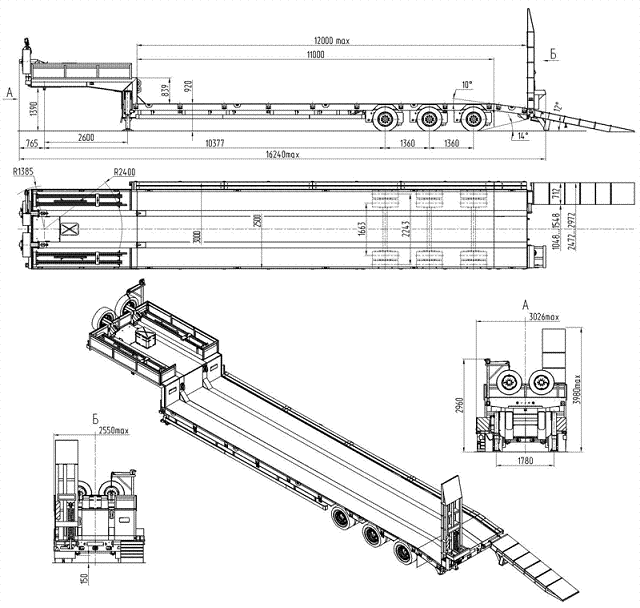 12000 max
11000
А
Б
839
920
1390
10°
12°
14°
765
2600
10377
1360
1360
16240max
R1385
R2400
3000
2500
1663
2243
712
1048...1548
2472...2972
А
3026max
2960
3980max
1780
Б
2550max
150